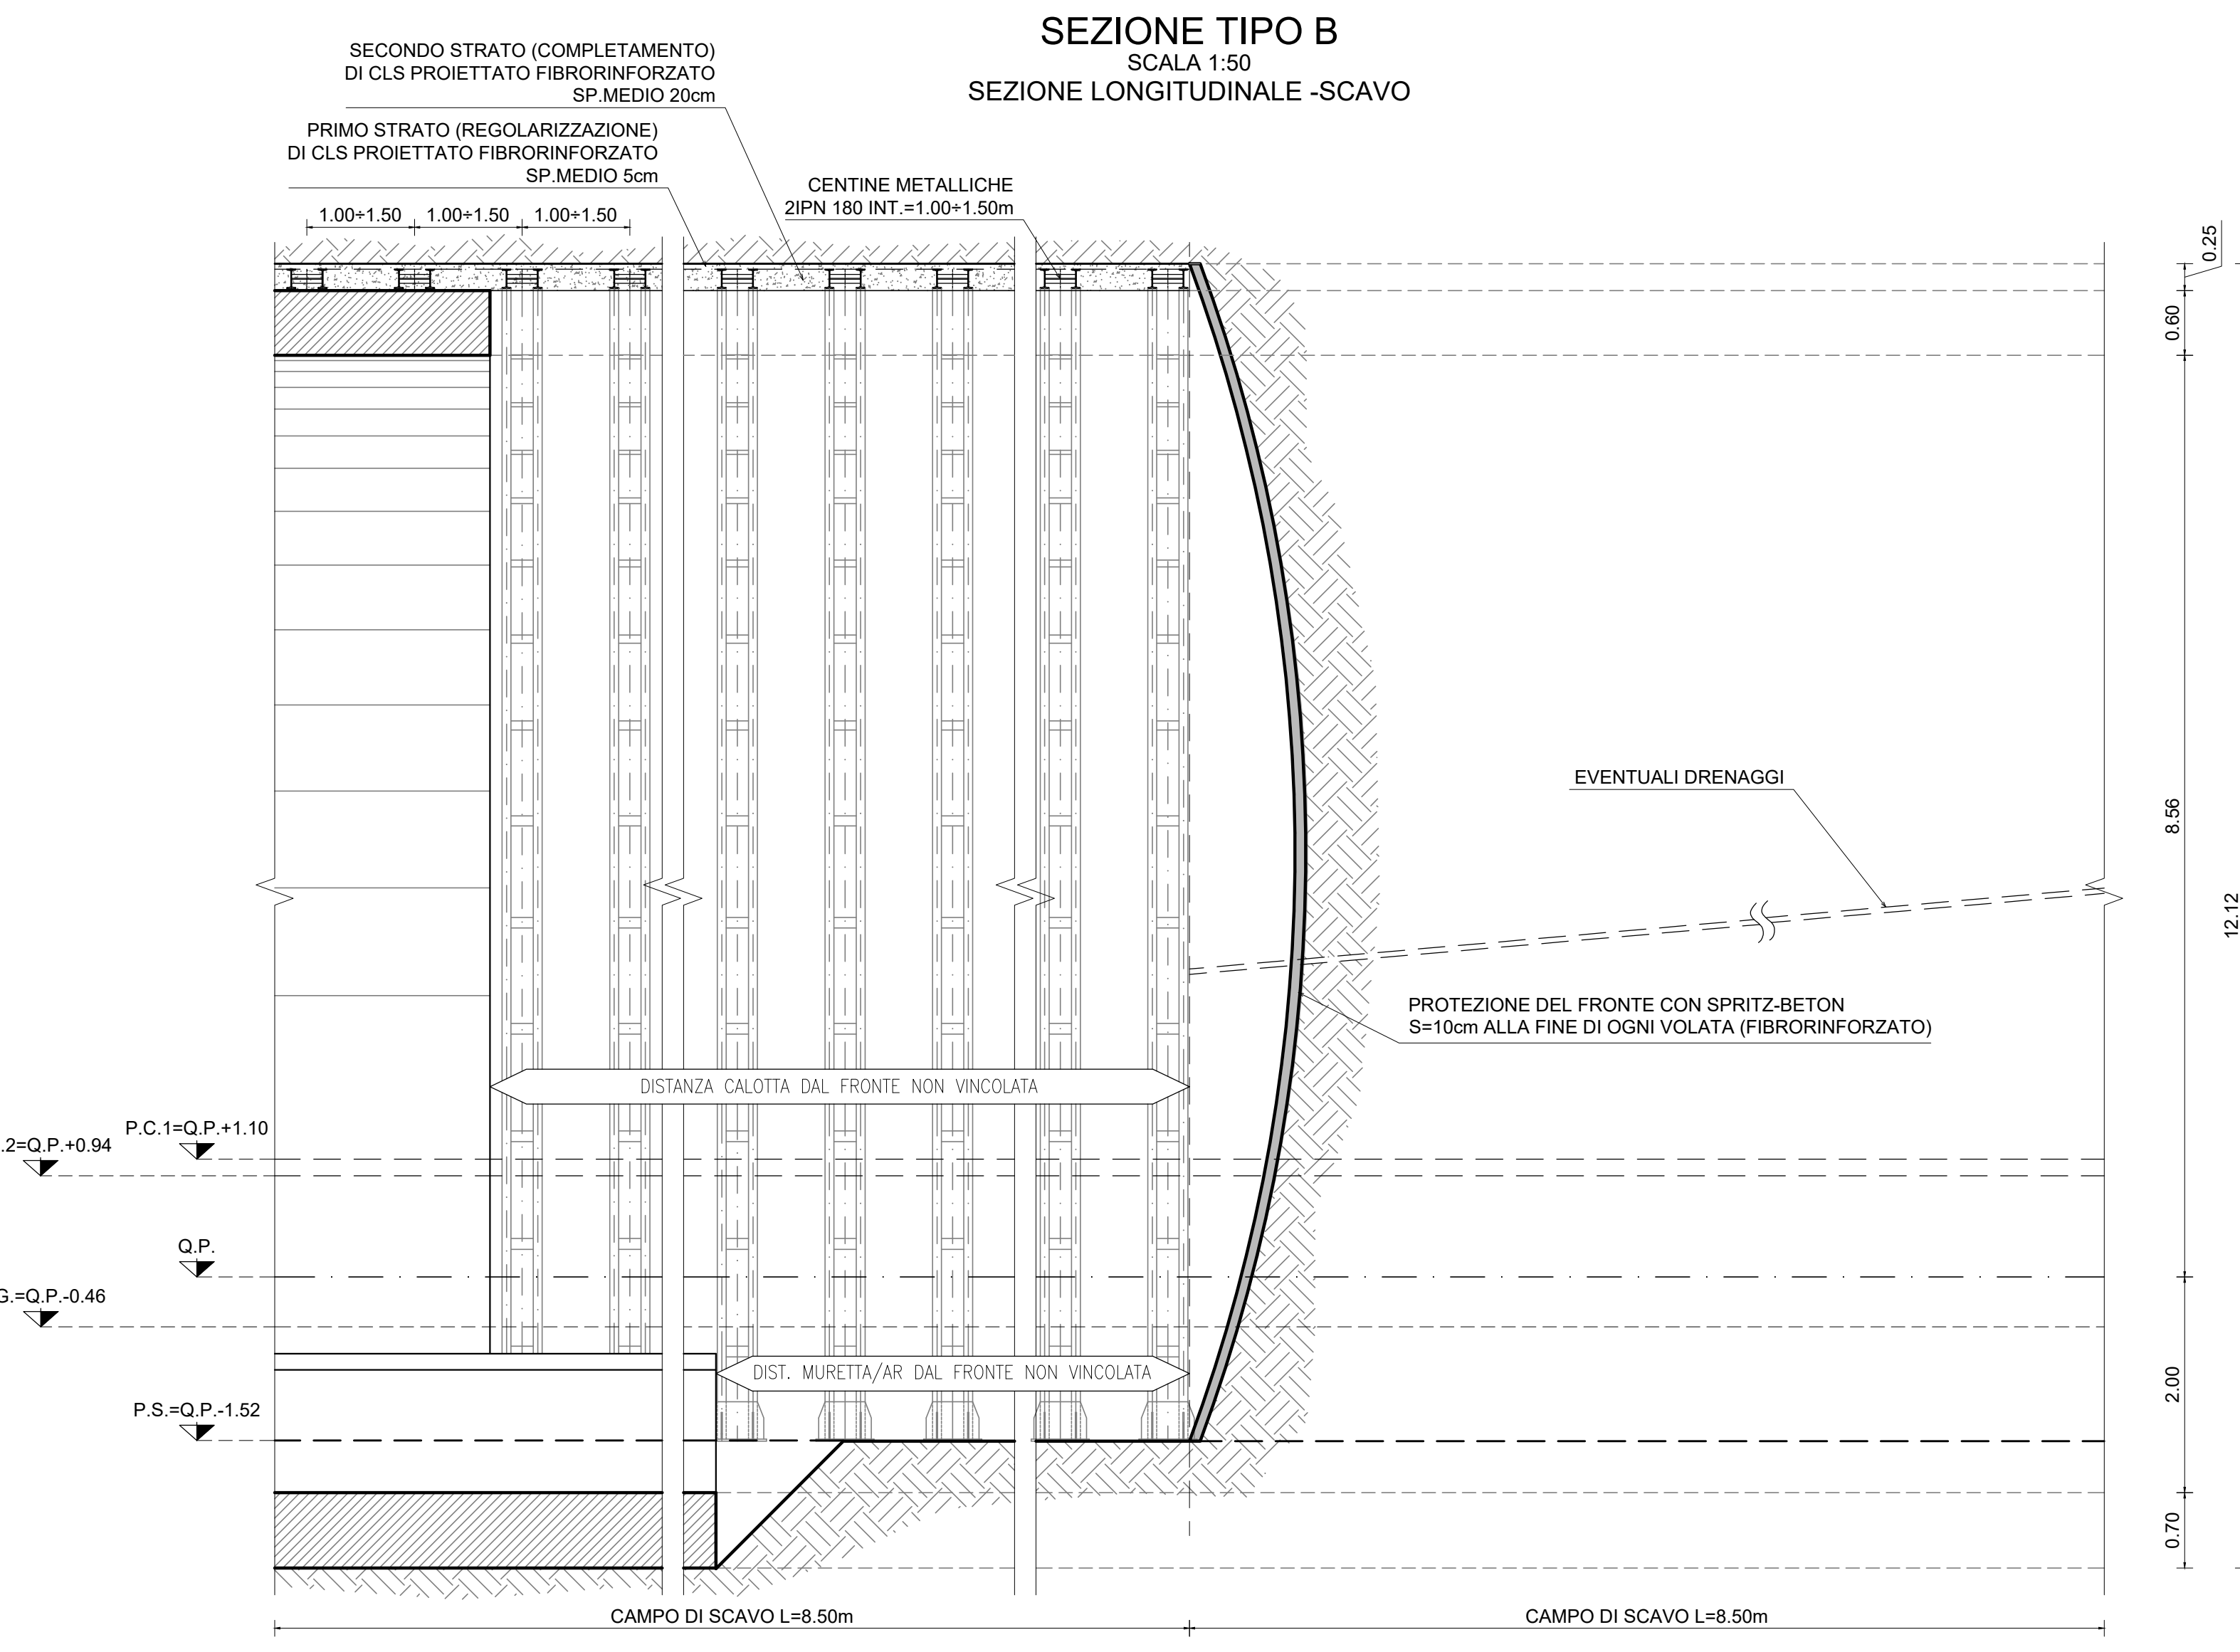 SEZIONE TIPO B
SCALA 1:50
SEZIONE LONGITUDINALE -SCAVO
SECONDO STRATO (COMPLETAMENTO)
DI CLS PROIETTATO FIBRORINFORZATO
SP.MEDIO 20cm
PRIMO STRATO (REGOLARIZZAZIONE)
DI CLS PROIETTATO FIBRORINFORZATO
SP.MEDIO 5cm
CENTINE METALLICHE
2IPN 180 INT.=1.00÷1.50m
1.00÷1.50
1.00÷1.50
1.00÷1.50
0.25
0.60
8.56
12.12
2.00
0.70
EVENTUALI DRENAGGI
PROTEZIONE DEL FRONTE CON SPRITZ-BETON
S=10cm ALLA FINE DI OGNI VOLATA (FIBRORINFORZATO)
DISTANZA CALOTTA DAL FRONTE NON VINCOLATA
P.C.1=Q.P.+1.10
.2=Q.P.+0.94
Q.P.
G.=Q.P.-0.46
DIST. MURETTA/AR DAL FRONTE NON VINCOLATA
P.S.=Q.P.-1.52
CAMPO DI SCAVO L=8.50m
CAMPO DI SCAVO L=8.50m